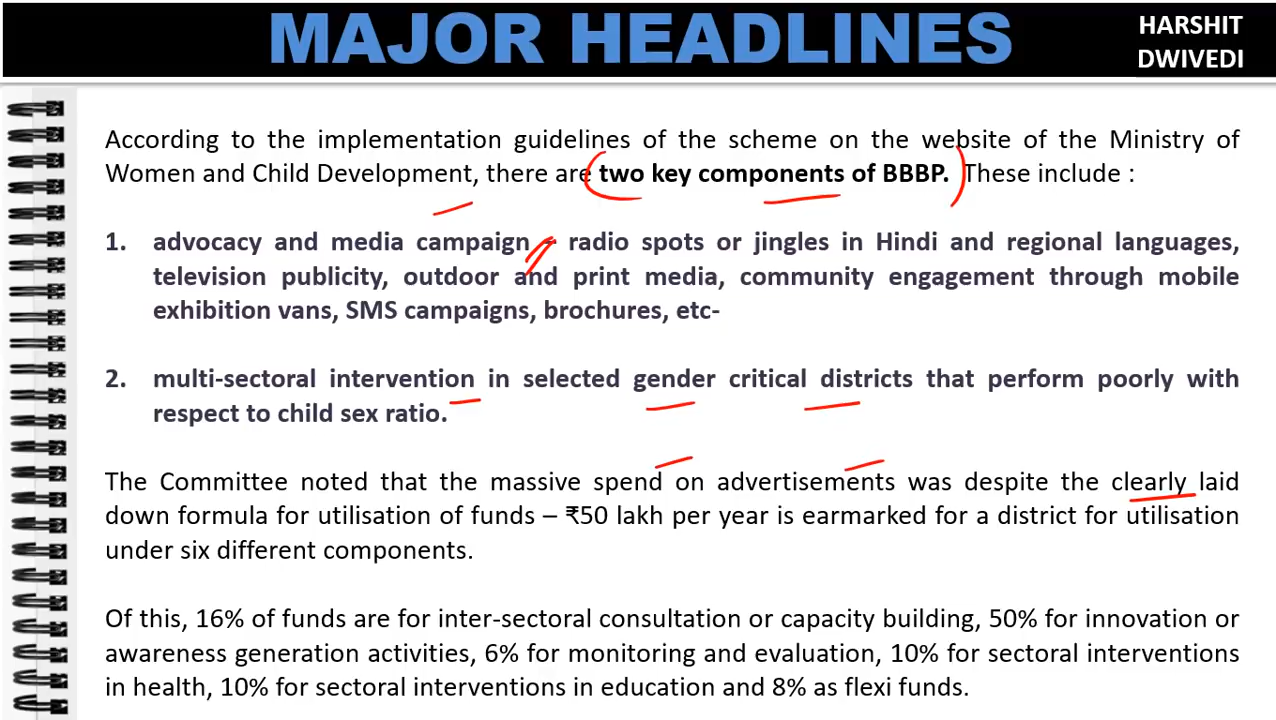 MAJOR HEADLINES
HARSHIT
DWIVEDI
According to the implementation guidelines of the scheme on the website of the Ministry of
Women and Child Development, there are two key components of BBBP. These include :
1. advocacy and media campaign – radio spots or jingles in Hindi and regional languages,
television publicity, outdoor and print media, community engagement through mobile
exhibition vans, SMS campaigns, brochures, etc-
2. multi-sectoral intervention in selected gender critical districts that perform poorly with
respect to child sex ratio.
The Committee noted that the massive spend on advertisements was despite the clearly laid
down formula for utilisation of funds – ₹50 lakh per year is earmarked for a district for utilisation
under six different components.
Of this, 16% of funds are for inter-sectoral consultation or capacity building, 50% for innovation or
awareness generation activities, 6% for monitoring and evaluation, 10% for sectoral interventions
in health, 10% for sectoral interventions in education and 8% as flexi funds.